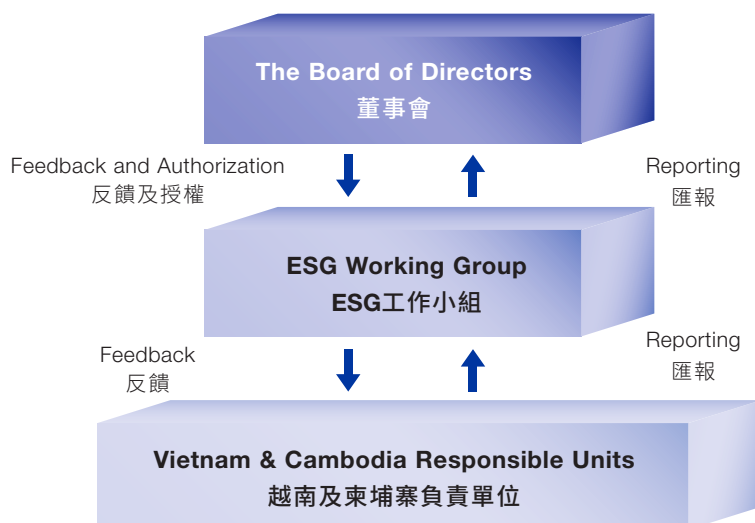 The Board of Directors
董事會
Feedback and Authorization
反饋及授權
Reporting
匯報
ESG Working Group
ESG工作小組
Feedback
反饋
Reporting
匯報
Vietnam & Cambodia Responsible Units
越南及柬埔寨負責單位